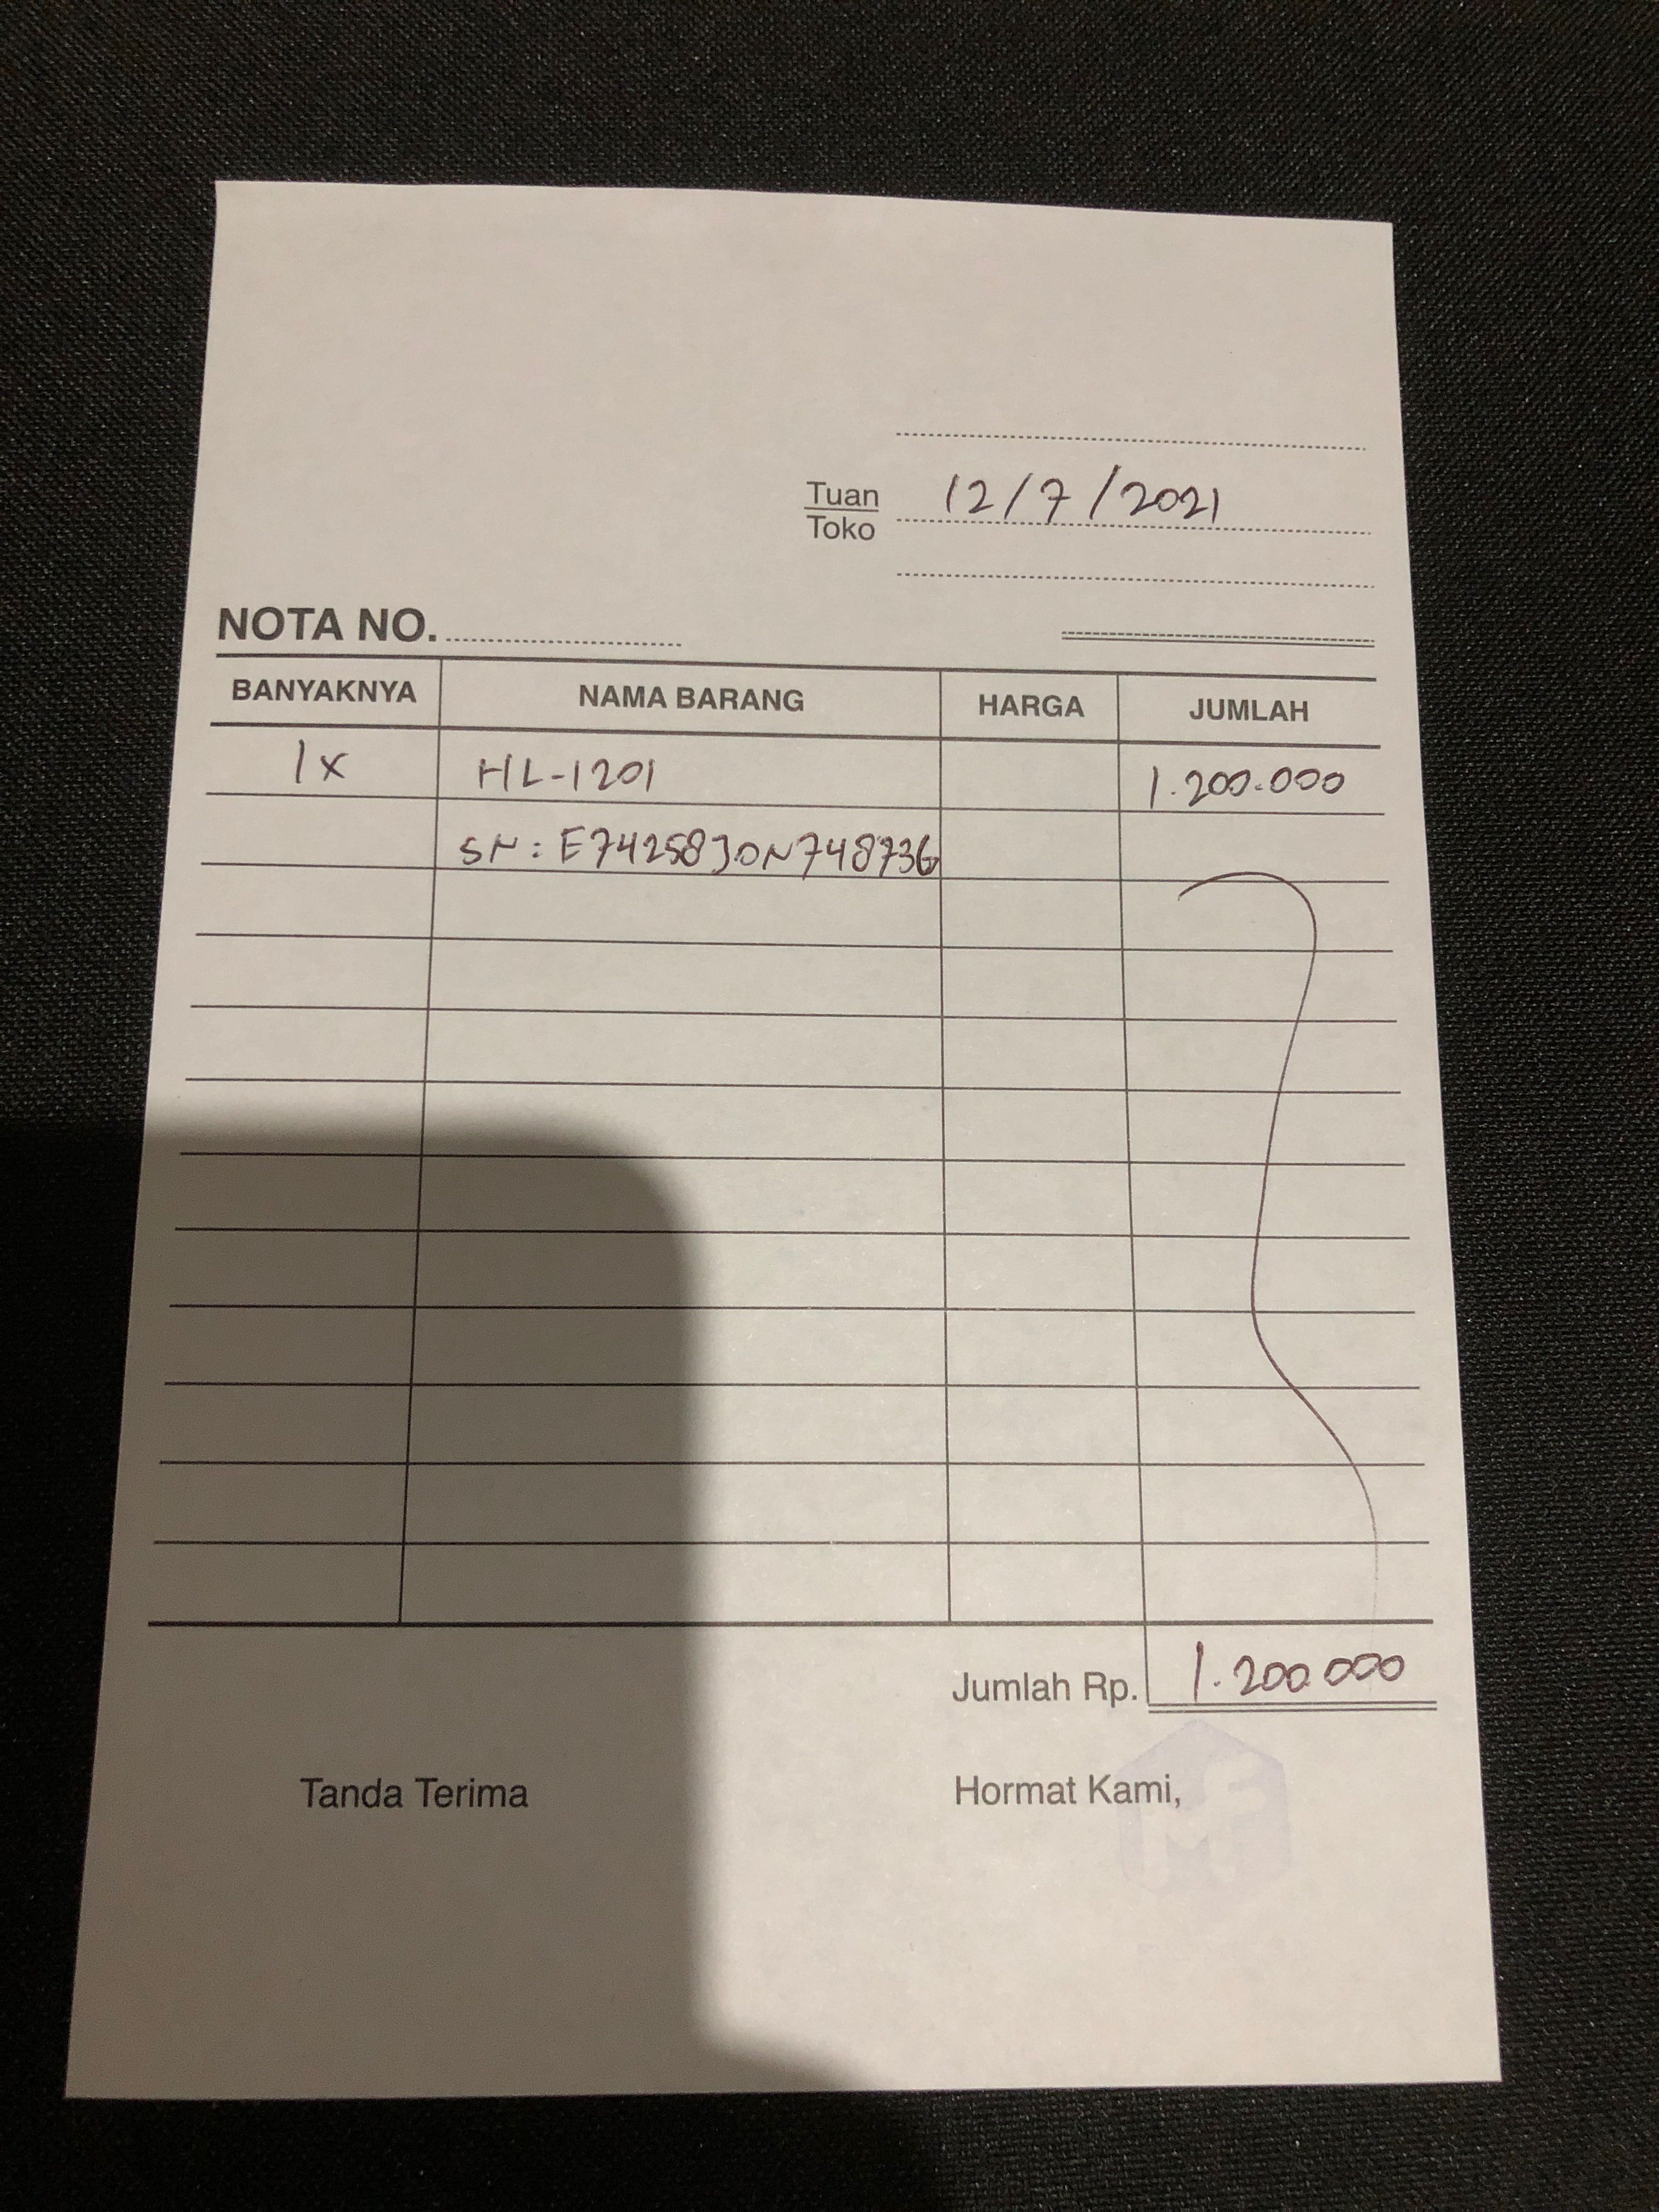 Tuan
Toko
12/7/2021
NOTA NO.
BANYAKNYA NAMA BARANG HARGA JUMLAH
1x HL-1201 1.200.000
SN: E74258J0N748736
Jumlah Rp. 1.200.000
Tanda Terima Hormat Kami,